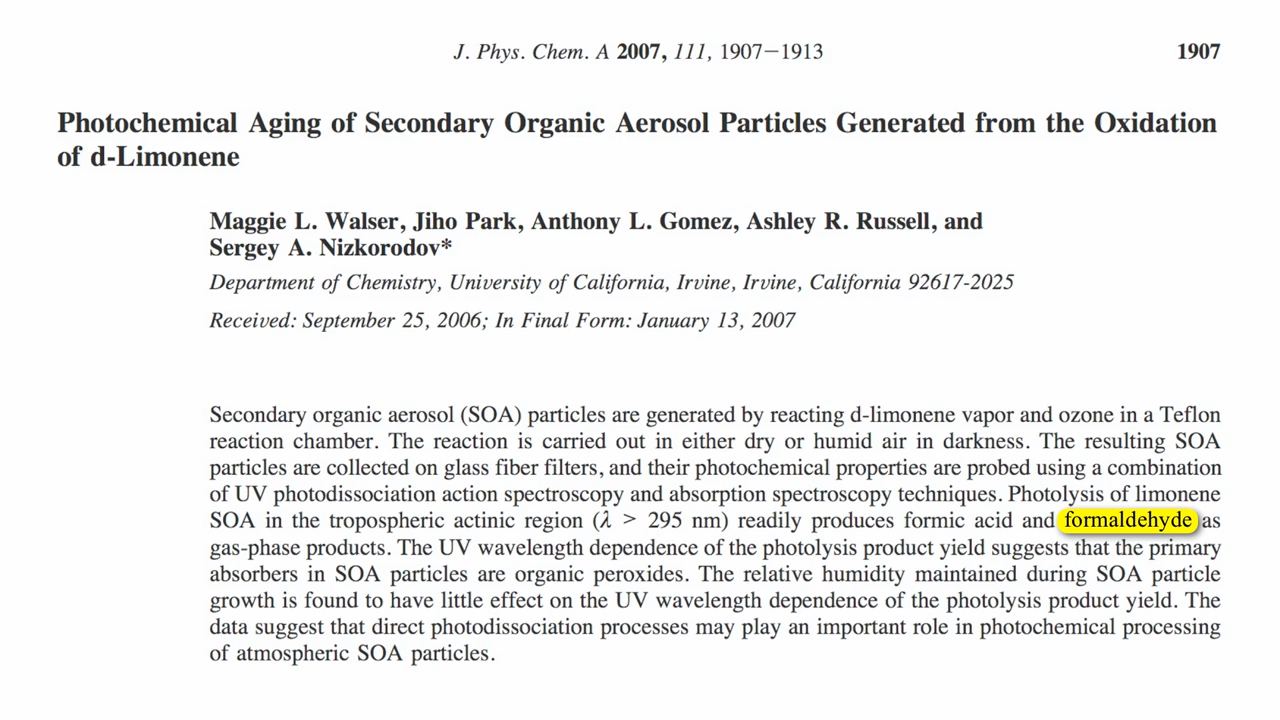 J. Phys. Chem. A 2007, 111, 1907−1913
1907
Photochemical Aging of Secondary Organic Aerosol Particles Generated from the Oxidation
of d-Limonene
Maggie L. Walser, Jiho Park, Anthony L. Gomez, Ashley R. Russell, and
Sergey A. Nizkorodov*
Department of Chemistry, University of California, Irvine, Irvine, California 92617-2025
Received: September 25, 2006; In Final Form: January 13, 2007
Secondary organic aerosol (SOA) particles are generated by reacting d-limonene vapor and ozone in a Teflon
reaction chamber. The reaction is carried out in either dry or humid air in darkness. The resulting SOA
particles are collected on glass fiber filters, and their photochemical properties are probed using a combination
of UV photodissociation action spectroscopy and absorption spectroscopy techniques. Photolysis of limonene
SOA in the tropospheric actinic region (λ > 295 nm) readily produces formic acid and formaldehyde as
gas-phase products. The UV wavelength dependence of the photolysis product yield suggests that the primary
absorbers in SOA particles are organic peroxides. The relative humidity maintained during SOA particle
growth is found to have little effect on the UV wavelength dependence of the photolysis product yield. The
data suggest that direct photodissociation processes may play an important role in photochemical processing
of atmospheric SOA particles.